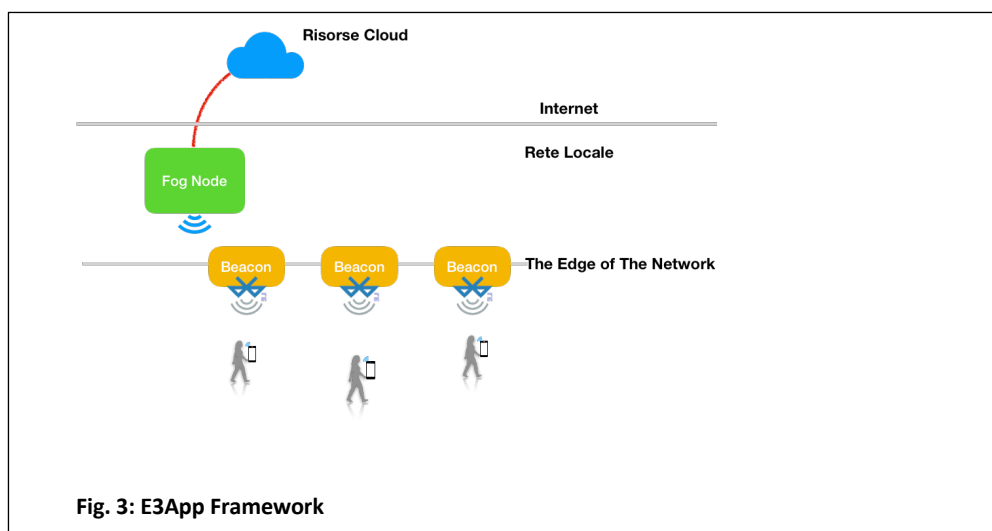 Risorse Cloud
Internet
Rete Locale
Fog Node
Beacon
Beacon
Beacon
The Edge of The Network
Fig. 3: E3App Framework